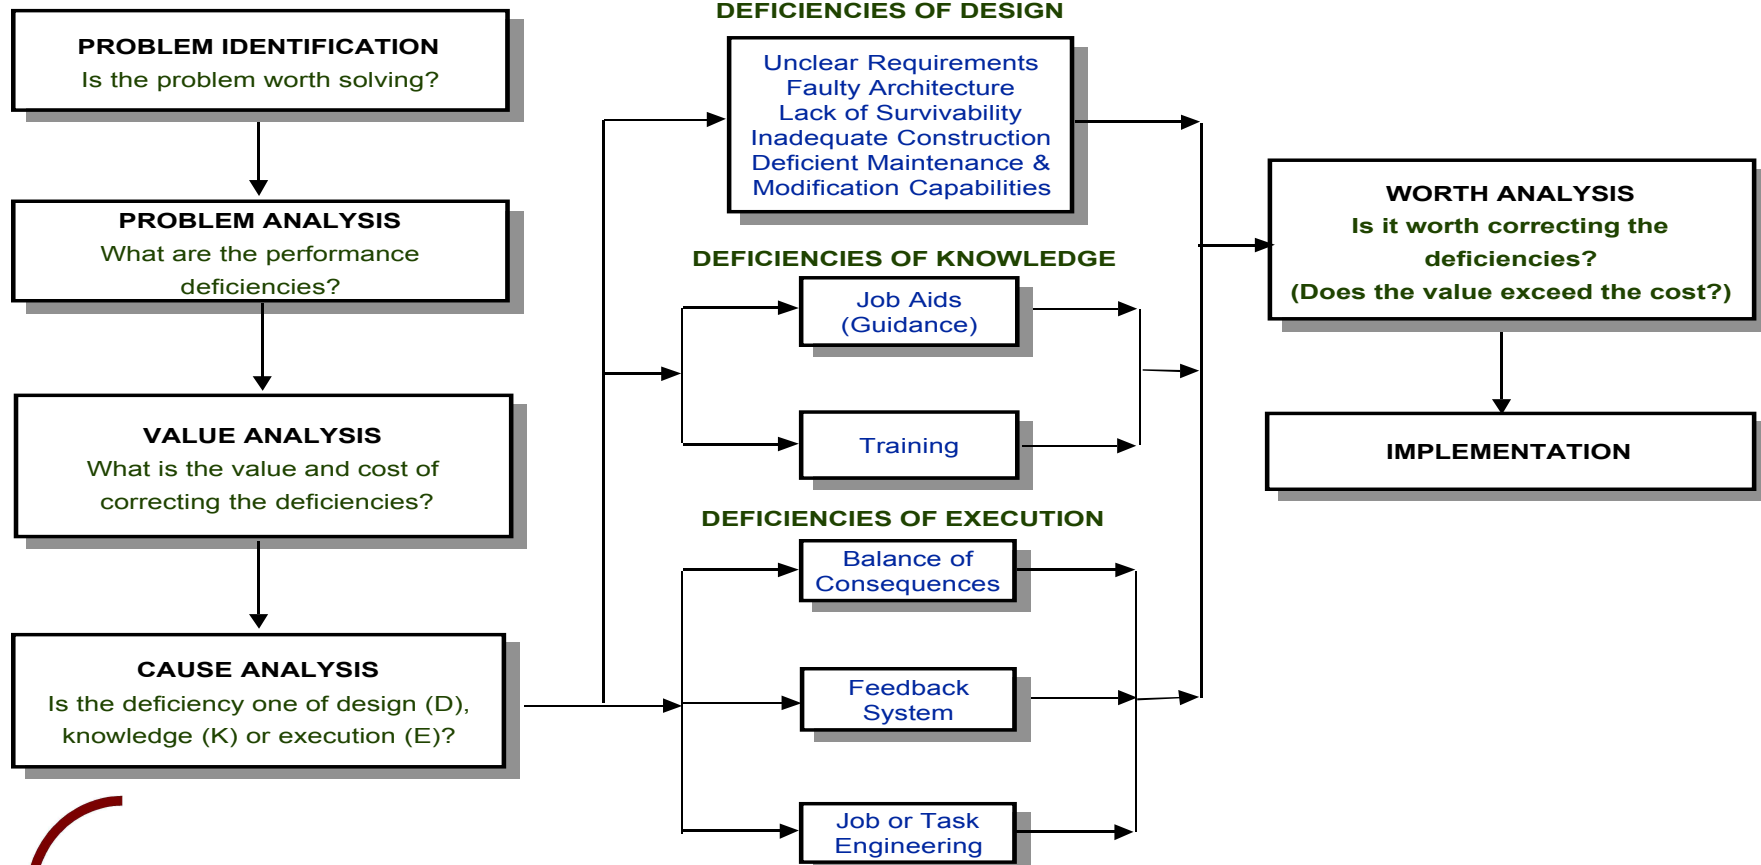 PROBLEM IDENTIFICATION
Is the problem worth solving?
PROBLEM ANALYSIS
What are the performance
deficiencies?
VALUE ANALYSIS
What is the value and cost of
correcting the deficiencies?
CAUSE ANALYSIS
Is the deficiency one of design (D),
knowledge (K) or execution (E)?
DEFICIENCIES OF DESIGN
Unclear Requirements
Faulty Architecture
Lack of Survivability
Inadequate Construction
Deficient Maintenance &
Modification Capabilities
DEFICIENCIES OF KNOWLEDGE
Job Aids
(Guidance)
Training
DEFICIENCIES OF EXECUTION
Balance of
Consequences
Feedback
System
Job or Task
Engineering
WORTH ANALYSIS
Is it worth correcting the
deficiencies?
(Does the value exceed the cost?)
IMPLEMENTATION